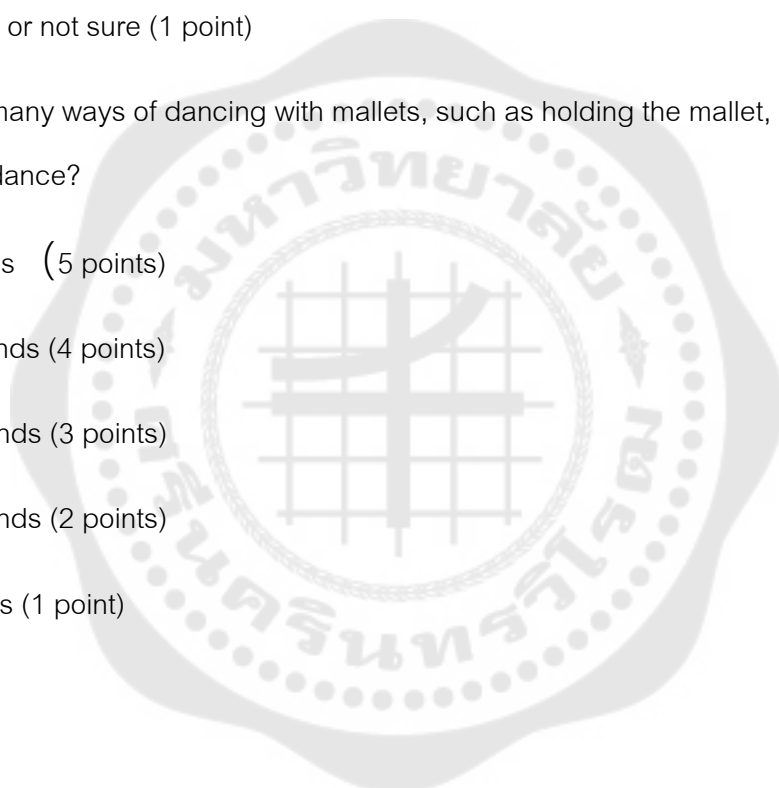 or not sure (1 point)
many ways of dancing with mallets, such as holding the mallet,
dance?
s (5 points)
nds (4 points)
nds (3 points)
nds (2 points)
s (1 point)
มหาวิทยาลัย
ศรีนครินทรวิโรฒ